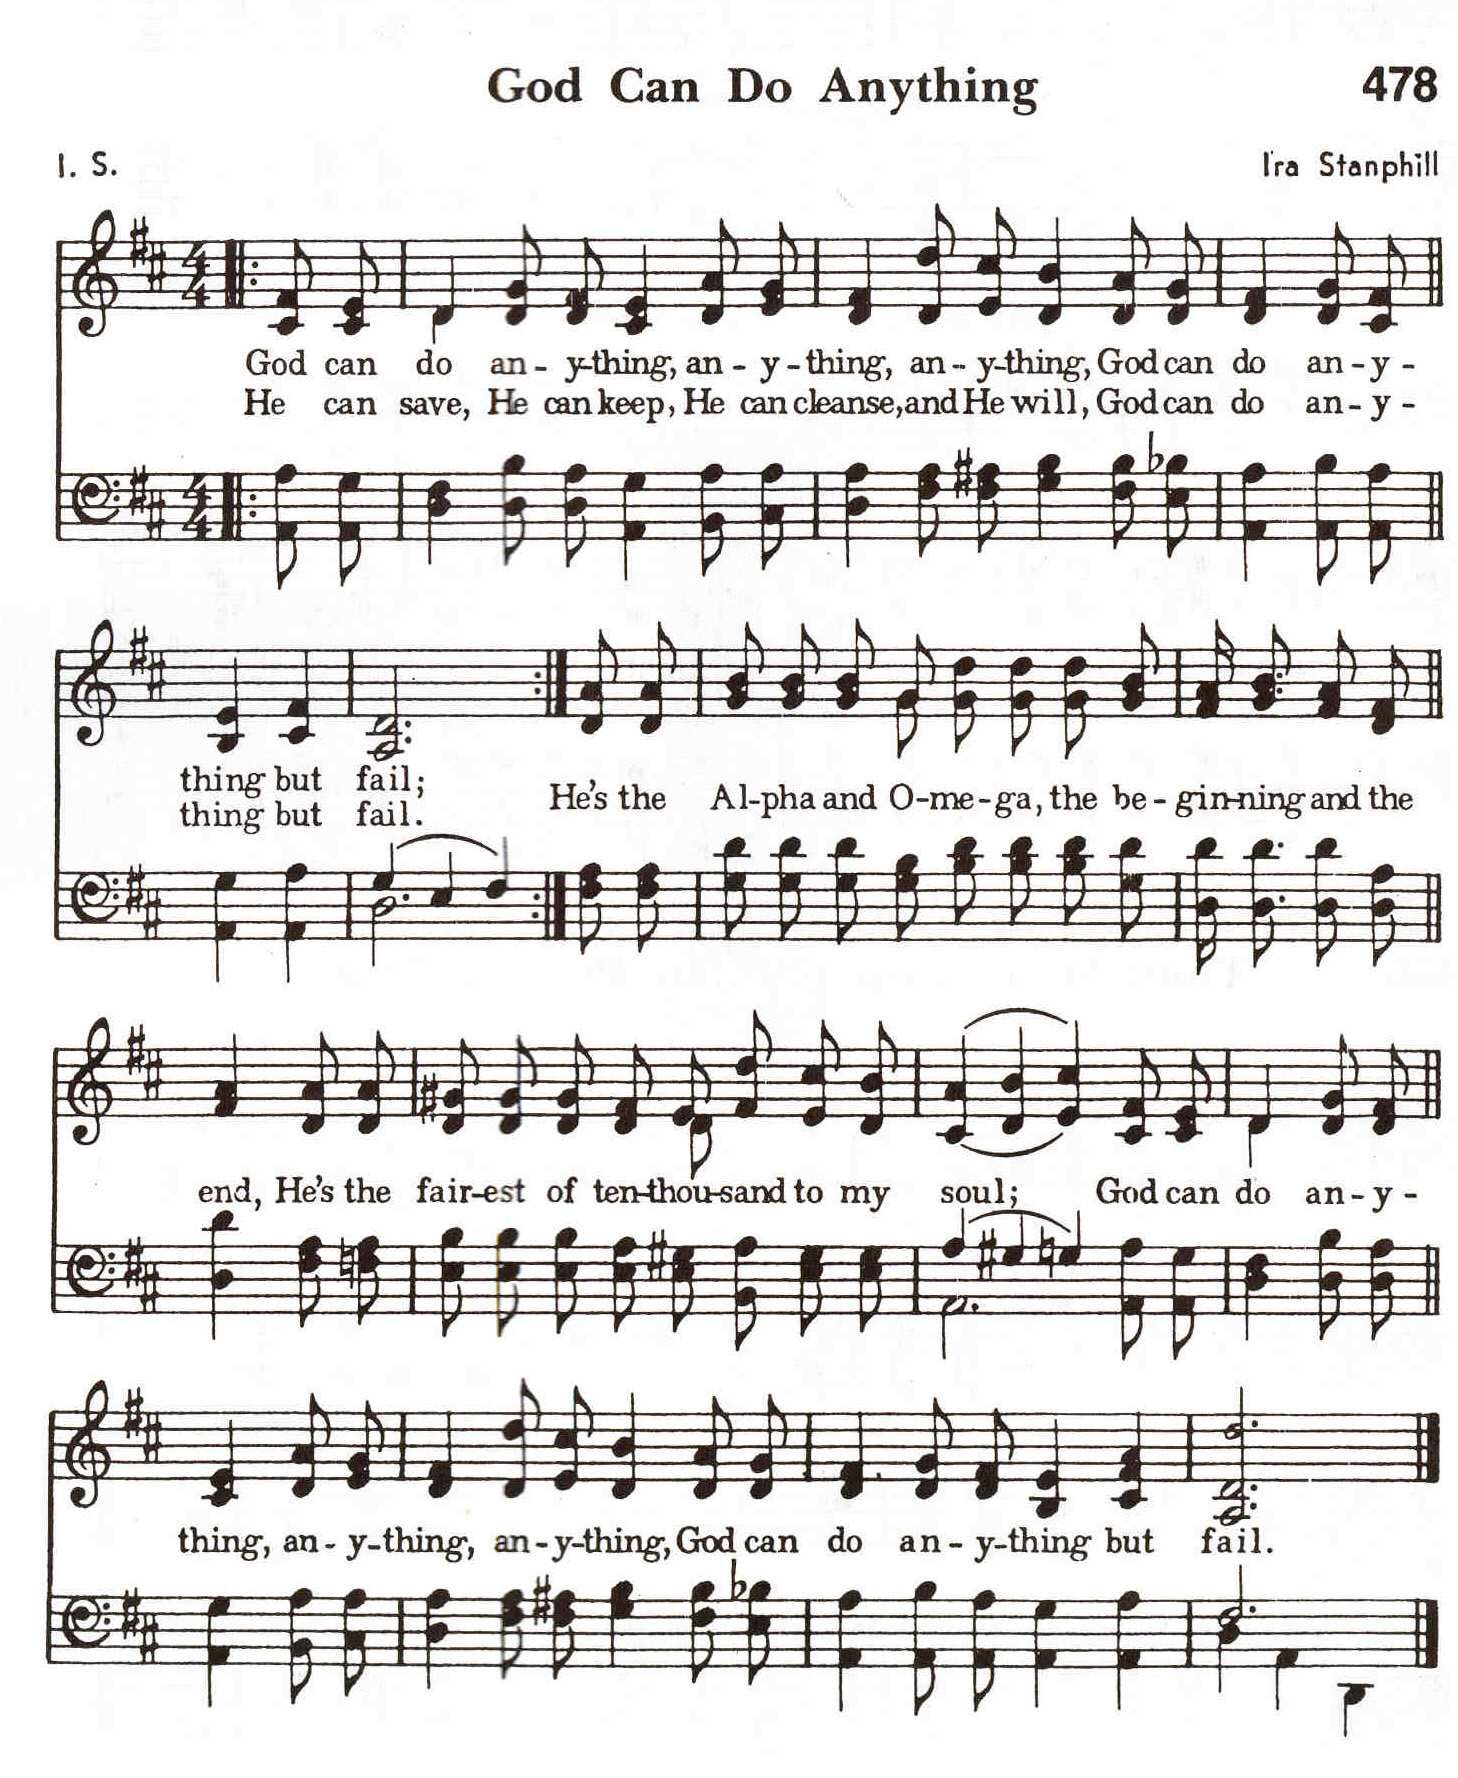 God Can Do Anything 478
I. S. Ira Stanphill
God can do an - y-thing, an - y - thing, an - y-thing, God can do an - y -
He can save, He can keep, He can cleanse, and He will, God can do an - y -
thing but fail;
thing but fail.
He's the Al-pha and O-me-ga, the be-gin-ning and the
end, He's the fair-est of ten-thou-sand to my soul; God can do an - y -
thing, an - y-thing, an - y-thing, God can do an - y-thing but fail.